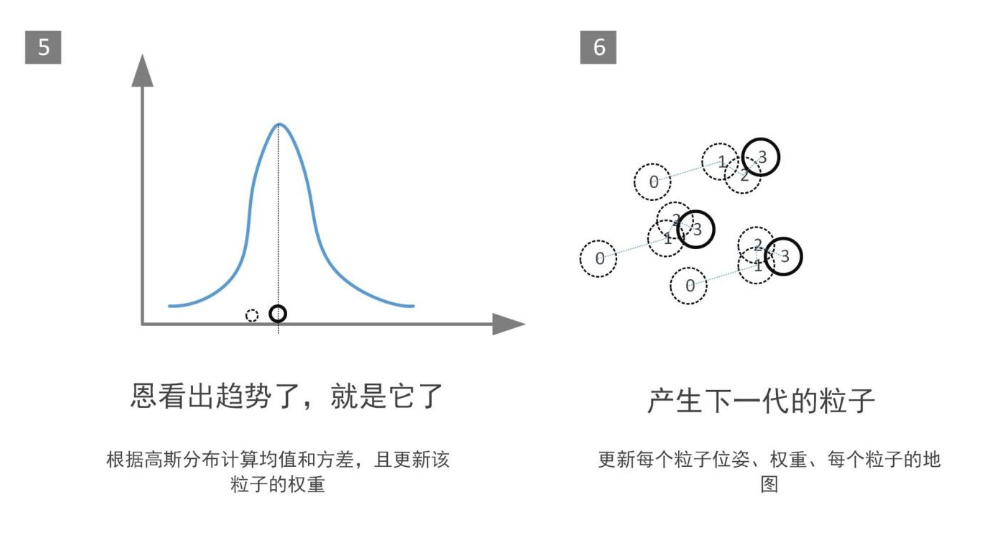 5
恩看出趋势了，就是它了
根据高斯分布计算均值和方差，且更新该
粒子的权重
6
0
1
2
3
0
1
2
3
0
1
2
3
产生下一代的粒子
更新每个粒子位姿、权重、每个粒子的地
图